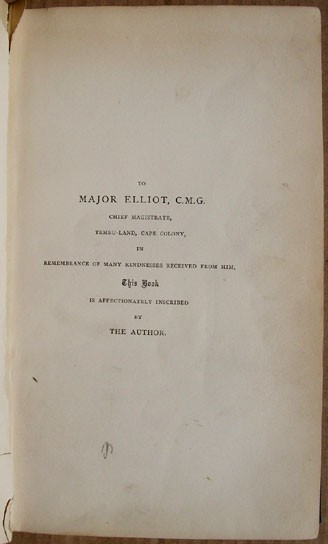 TO
MAJOR ELLIOT, C.M.G.
CHIEF MAGISTRATE,
TEMBU-LAND, CAPE COLONY,
IN
REMEMBRANCE OF MANY KINDNESSES RECEIVED FROM HIM,
This Book
IS AFFECTIONATELY INSCRIBED
BY
THE AUTHOR.